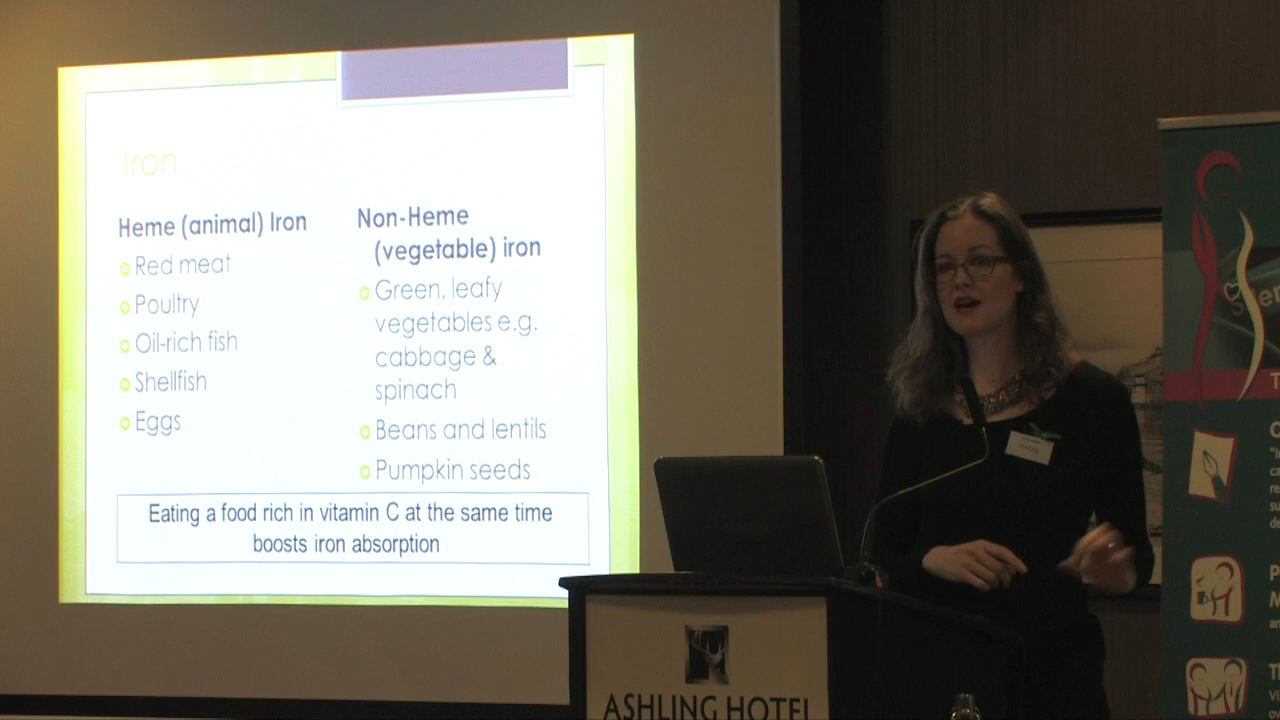 Iron
Heme (animal) Iron
Red meat
Poultry
Oil-rich fish
Shellfish
Eggs
Non-Heme
(vegetable) iron
Green, leafy
vegetables e.g.
cabbage &
spinach
Beans and lentils
Pumpkin seeds
Eating a food rich in vitamin C at the same time
boosts iron absorption
ASHLING HOTEL